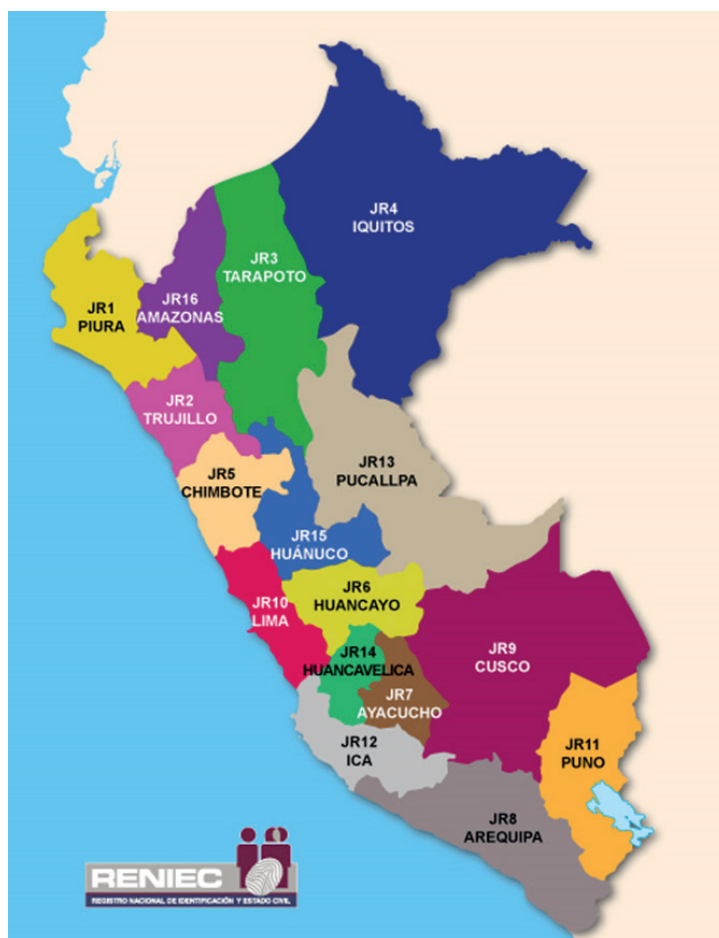 JR4
IQUITOS
JR3
TARAPOTO
JR16
AMAZONAS
JR1
PIURA
JR2
TRUJILLO
JR5
CHIMBOTE
JR13
PUCALLPA
JR15
HUÁNUCO
JR6
HUANCAYO
JR10
LIMA
JR14
HUANCAVELICA
JR9
CUSCO
JR7
AYACUCHO
JR12
ICA
JR11
PUNO
JR8
AREQUIPA
RENIEC
REGISTRO NACIONAL DE IDENTIFICACIÓN Y ESTADO CIVIL